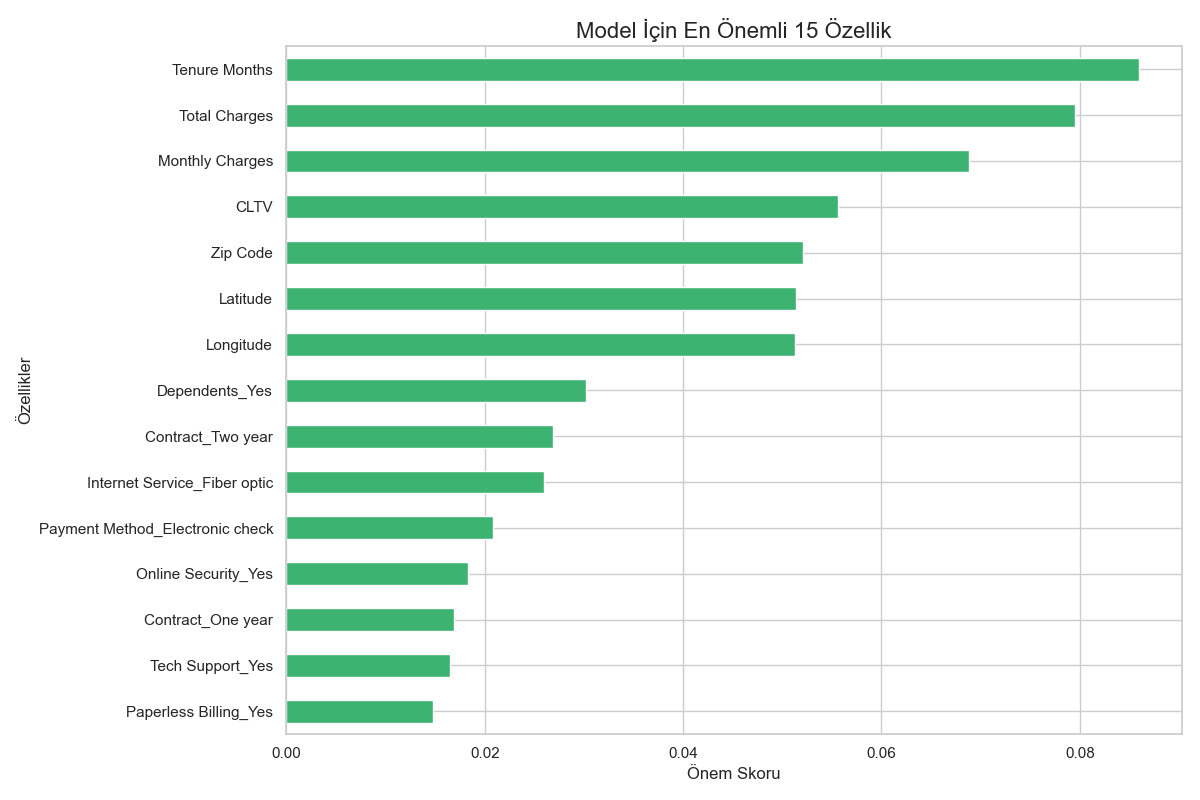 Model İçin En Önemli 15 Özellik
Tenure Months
Total Charges
Monthly Charges
CLTV
Zip Code
Latitude
Longitude
Dependents_Yes
Contract_Two year
Internet Service_Fiber optic
Payment Method_Electronic check
Online Security_Yes
Contract_One year
Tech Support_Yes
Paperless Billing_Yes
Özellikler
0.00 0.02 0.04 0.06 0.08
Önem Skoru